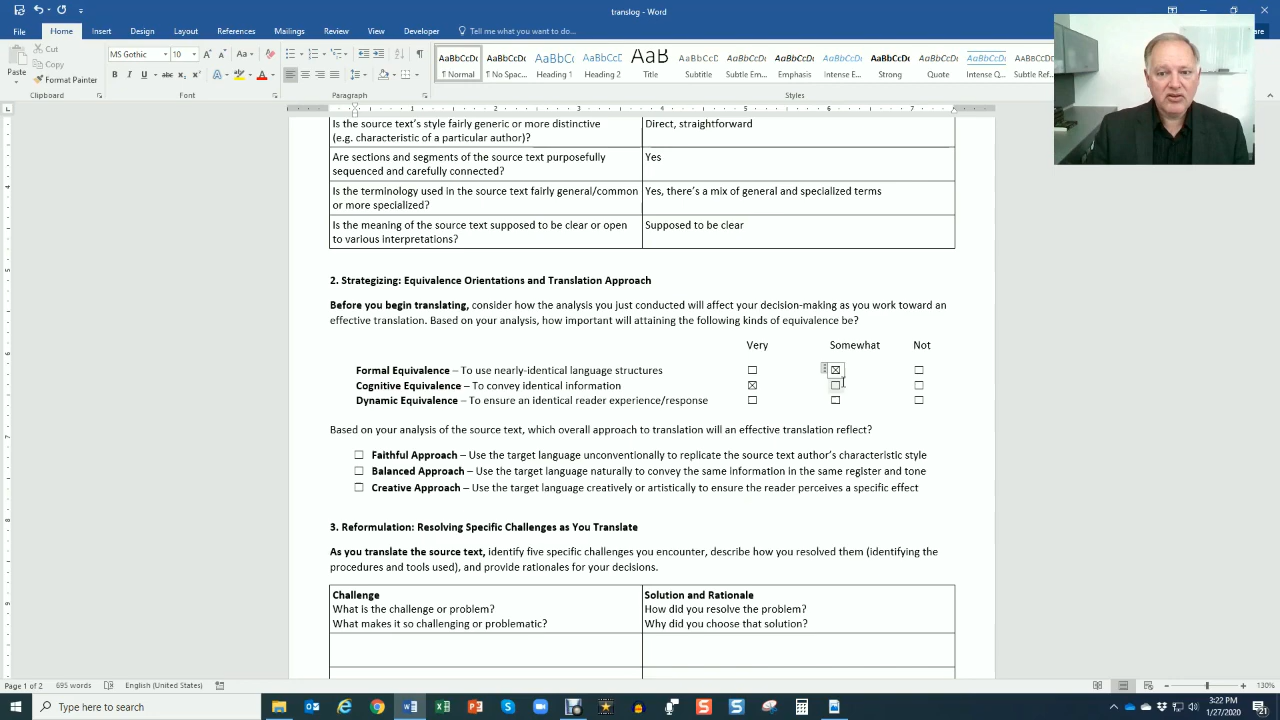 translog - Word
File
Home
Insert
Design
Layout
References
Mailings
Review
View
Developer
Tell me what you want to do...
Share
Paste
Cut
Copy
Format Painter
Clipboard
MS Gothic
10
Font
Paragraph
AaBbCcDc
¶ Normal
AaBbCcDc
¶ No Spac...
AaBbCc
Heading 1
AaBbCcD
Heading 2
AaB
Title
AaBbCcD
Subtitle
AaBbCcDc
Subtle Em...
AaBbCcDc
Emphasis
AaBbCcDc
Intense E...
AaBbCcDc
Strong
AaBbCcDc
Quote
AaBbCcDc
Intense Q...
AaBbCcDc
Subtle Ref...
Styles
Is the source text's style fairly generic or more distinctive
(e.g. characteristic of a particular author)?
Direct, straightforward
Are sections and segments of the source text purposefully
sequenced and carefully connected?
Yes
Is the terminology used in the source text fairly general/common
or more specialized?
Yes, there's a mix of general and specialized terms
Is the meaning of the source text supposed to be clear or open
to various interpretations?
Supposed to be clear
2. Strategizing: Equivalence Orientations and Translation Approach
Before you begin translating, consider how the analysis you just conducted will affect your decision-making as you work toward an
effective translation. Based on your analysis, how important will attaining the following kinds of equivalence be?
Very Somewhat Not
Formal Equivalence – To use nearly-identical language structures ☐ ☒ ☐
Cognitive Equivalence – To convey identical information ☒ ☐ ☐
Dynamic Equivalence – To ensure an identical reader experience/response ☐ ☐ ☐
Based on your analysis of the source text, which overall approach to translation will an effective translation reflect?
☐ Faithful Approach – Use the target language unconventionally to replicate the source text author's characteristic style
☐ Balanced Approach – Use the target language naturally to convey the same information in the same register and tone
☐ Creative Approach – Use the target language creatively or artistically to ensure the reader perceives a specific effect
3. Reformulation: Resolving Specific Challenges as You Translate
As you translate the source text, identify five specific challenges you encounter, describe how you resolved them (identifying the
procedures and tools used), and provide rationales for your decisions.
Challenge
What is the challenge or problem?
What makes it so challenging or problematic?
Solution and Rationale
How did you resolve the problem?
Why did you choose that solution?
Page 1 of 2
695 words
English (United States)
130%
Type here to search
3:22 PM
1/27/2020